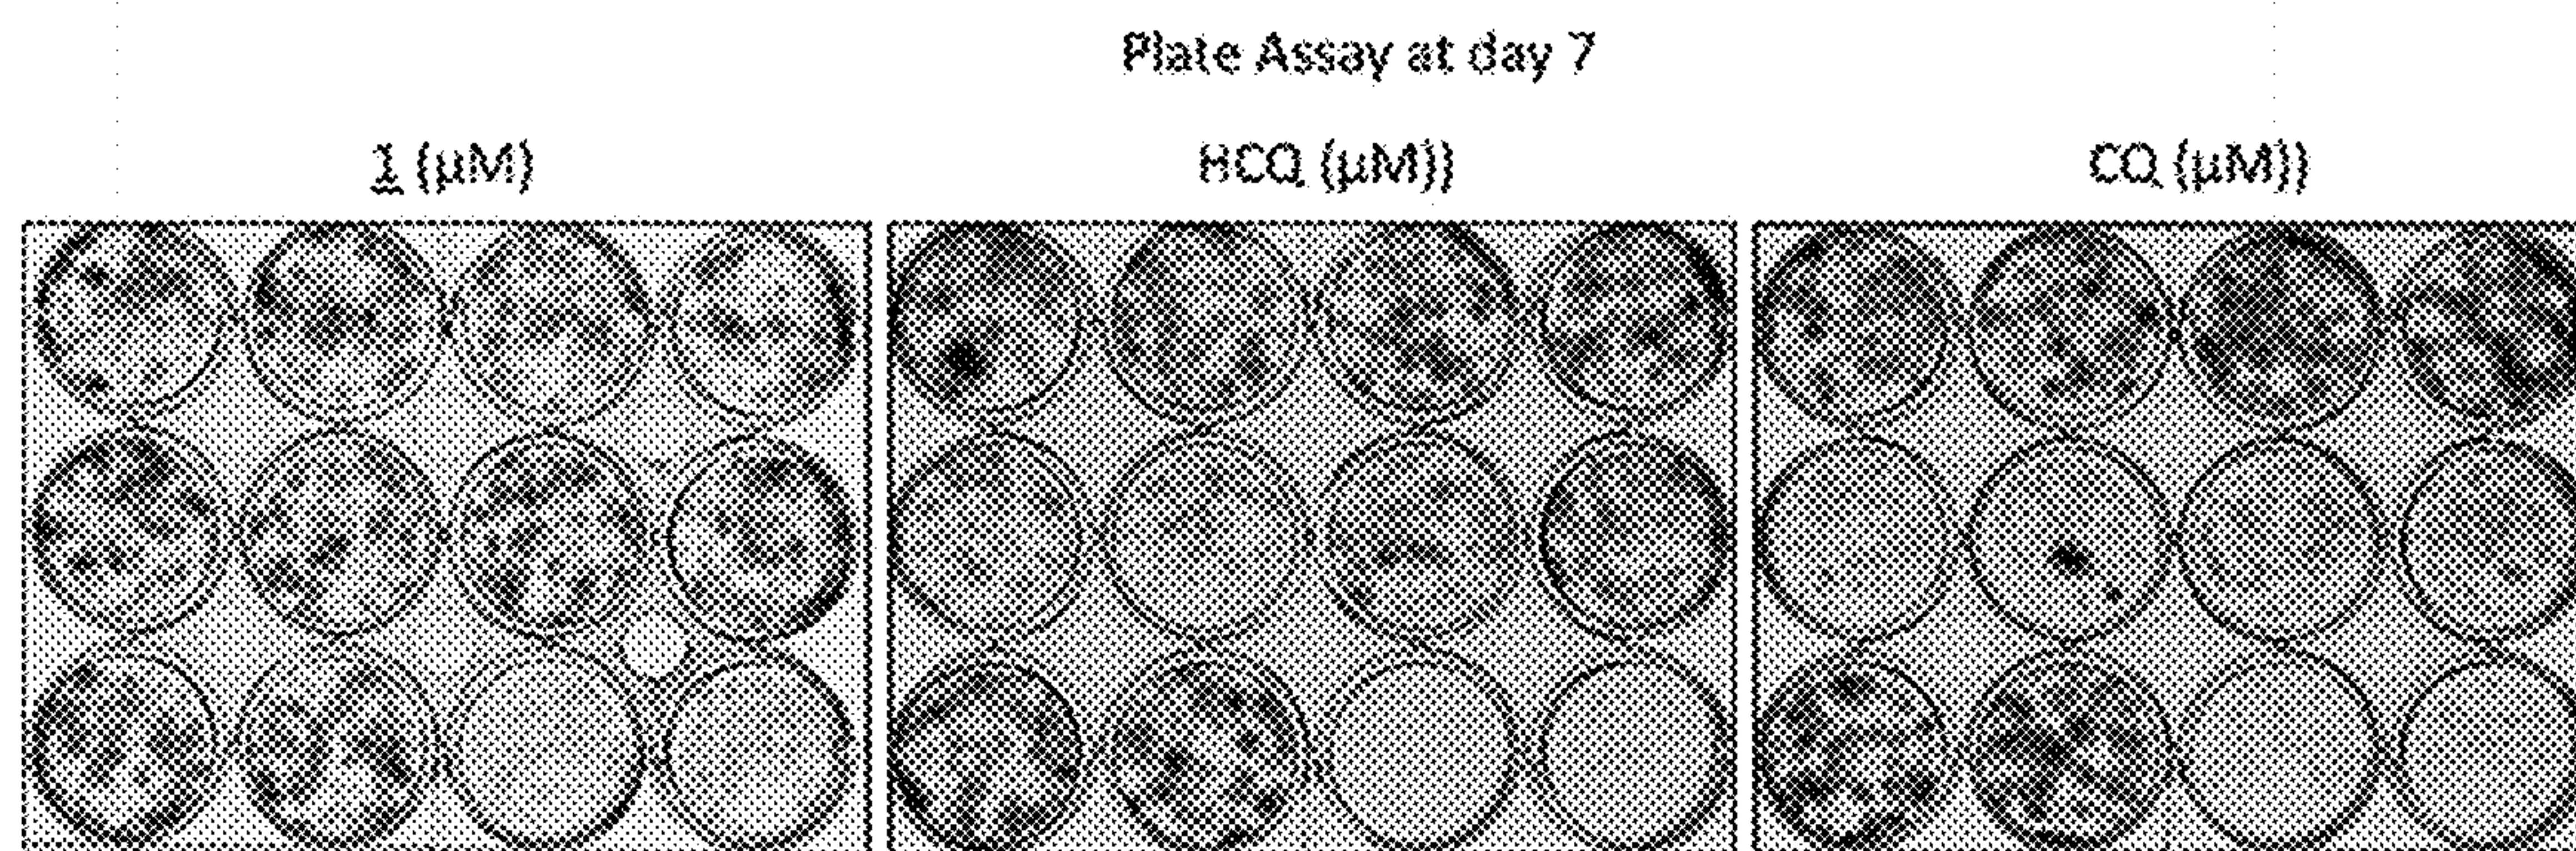 Plate Assay at day 7
1 (μM)
HCQ (μM))
CQ (μM))